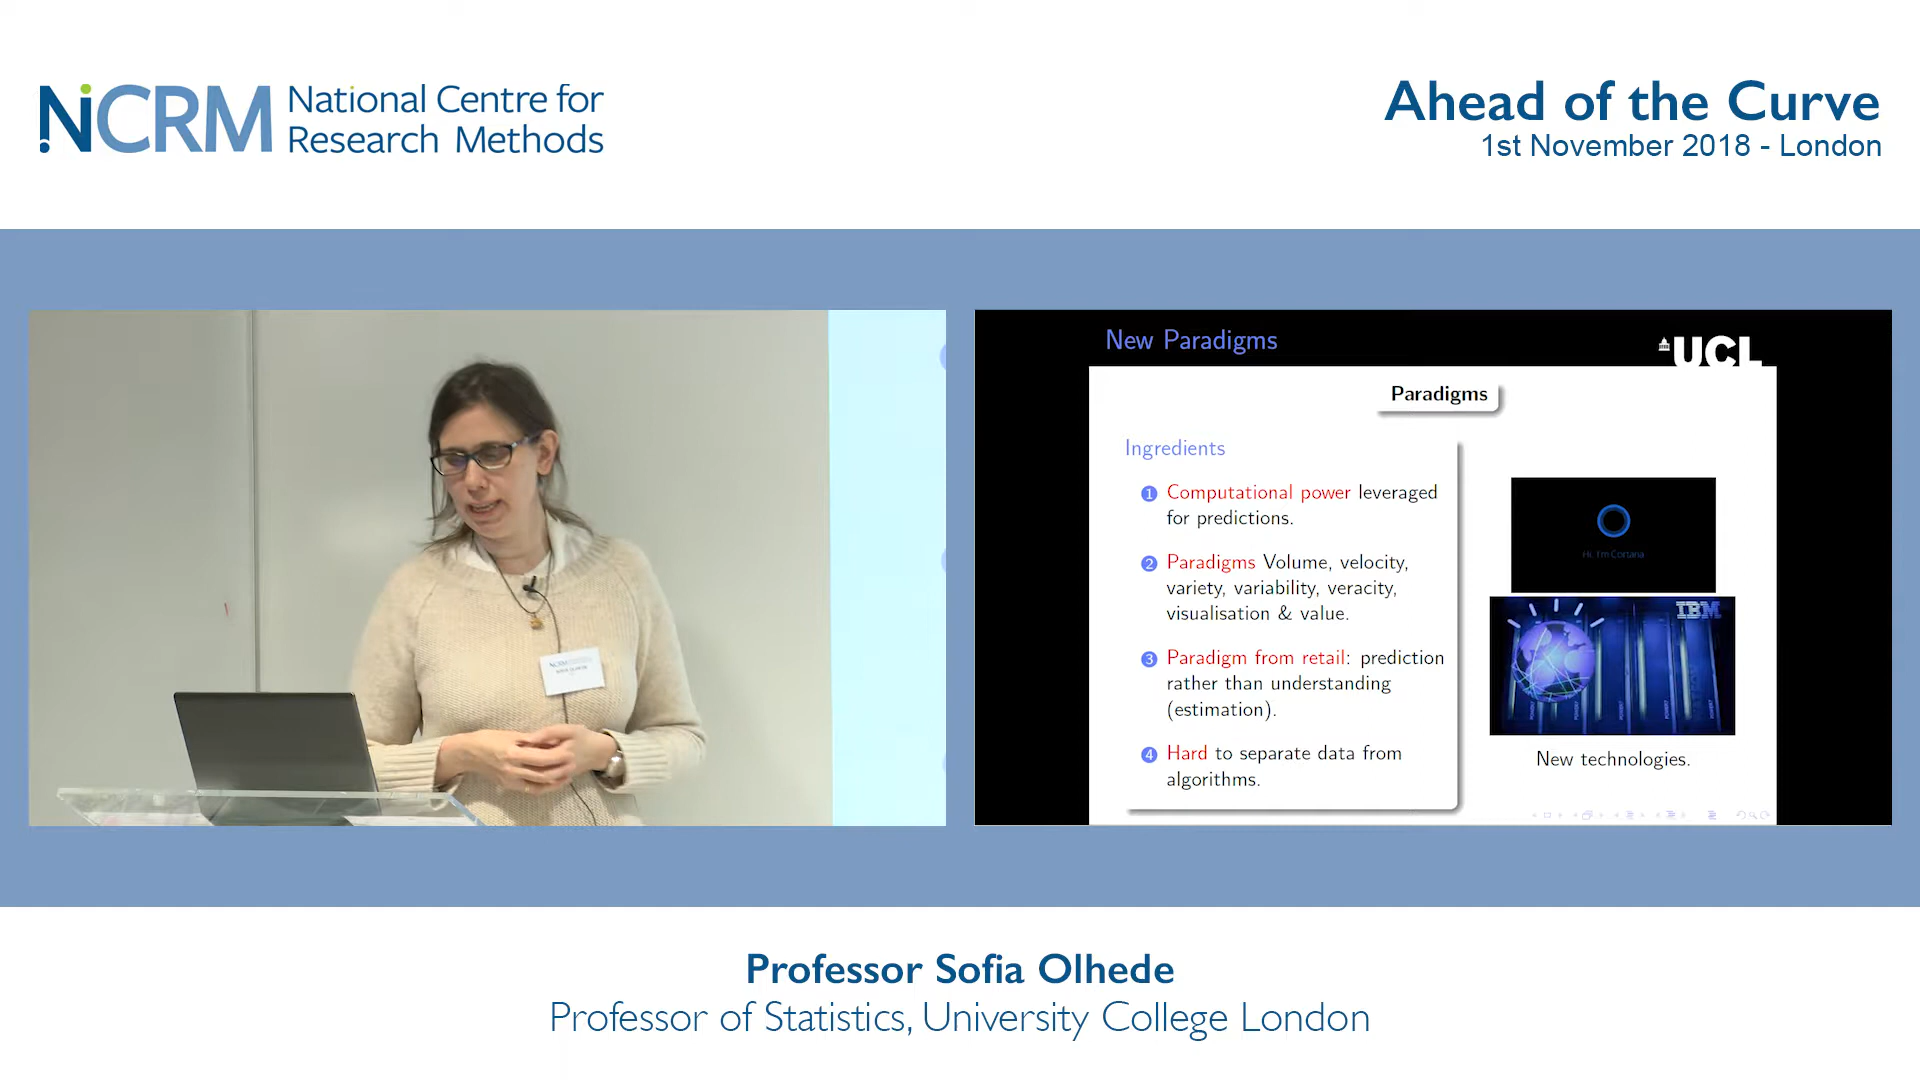 NCRM National Centre for
Research Methods
Ahead of the Curve
1st November 2018 - London
New Paradigms
UCL
Paradigms
Ingredients
1 Computational power leveraged
for predictions.
2 Paradigms Volume, velocity,
variety, variability, veracity,
visualisation & value.
3 Paradigm from retail: prediction
rather than understanding
(estimation).
4 Hard to separate data from
algorithms.
Hi. I'm Cortana
IBM
New technologies.
NCRM
Professor Sofia Olhede
Professor of Statistics, University College London